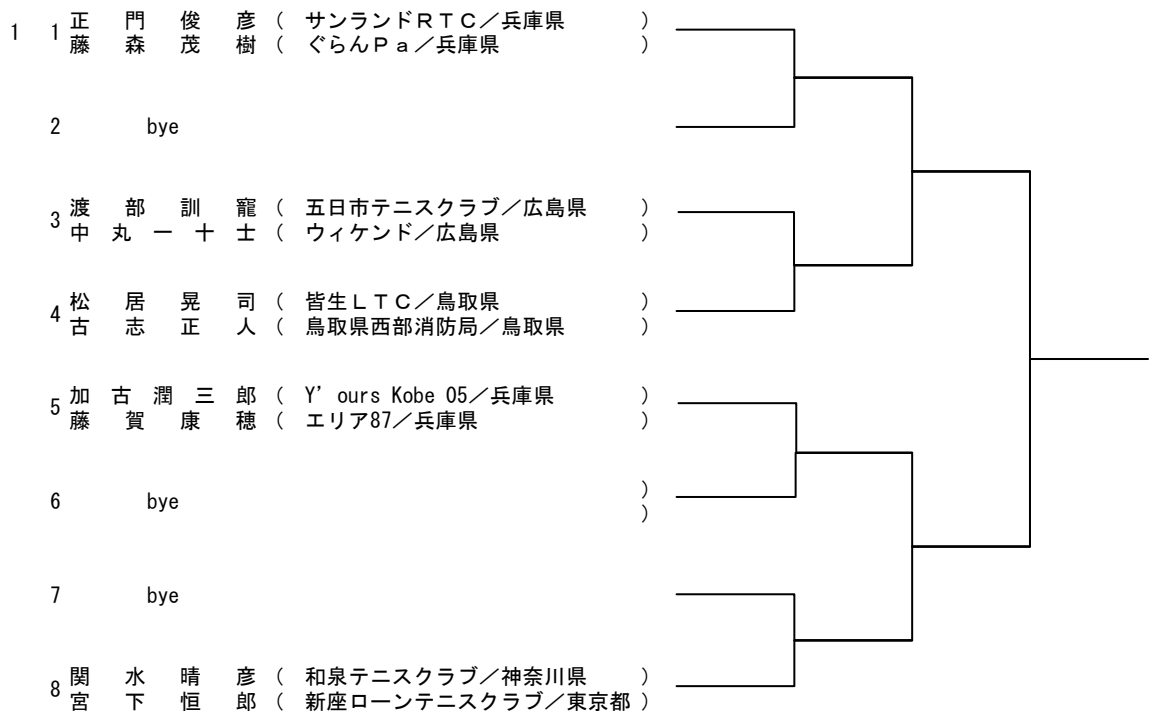 1 1 正門俊彦 ( サンランドRTC/兵庫県 )
藤森茂樹 ( ぐらんPa/兵庫県 )
2 bye
3 渡部訓寵 ( 五日市テニスクラブ/広島県 )
中丸一十士 ( ウィケンド/広島県 )
4 松居晃司 ( 皆生LTC/鳥取県 )
古志正人 ( 鳥取県西部消防局/鳥取県 )
5 加古潤三郎 ( Y’ours Kobe 05/兵庫県 )
藤賀康穂 ( エリア87/兵庫県 )
6 bye )
)
7 bye
8 関水晴彦 ( 和泉テニスクラブ/神奈川県 )
宮下恒郎 ( 新座ローンテニスクラブ/東京都 )